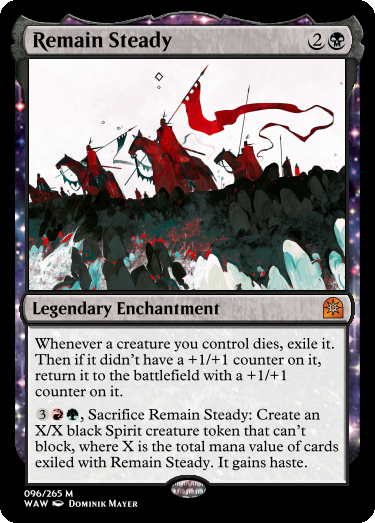 Remain Steady 2
Legendary Enchantment
Whenever a creature you control dies, exile it.
Then if it didn't have a +1/+1 counter on it,
return it to the battlefield with a +1/+1
counter on it.
3, Sacrifice Remain Steady: Create an
X/X black Spirit creature token that can't
block, where X is the total mana value of cards
exiled with Remain Steady. It gains haste.
096/265 M
WAW Dominik Mayer